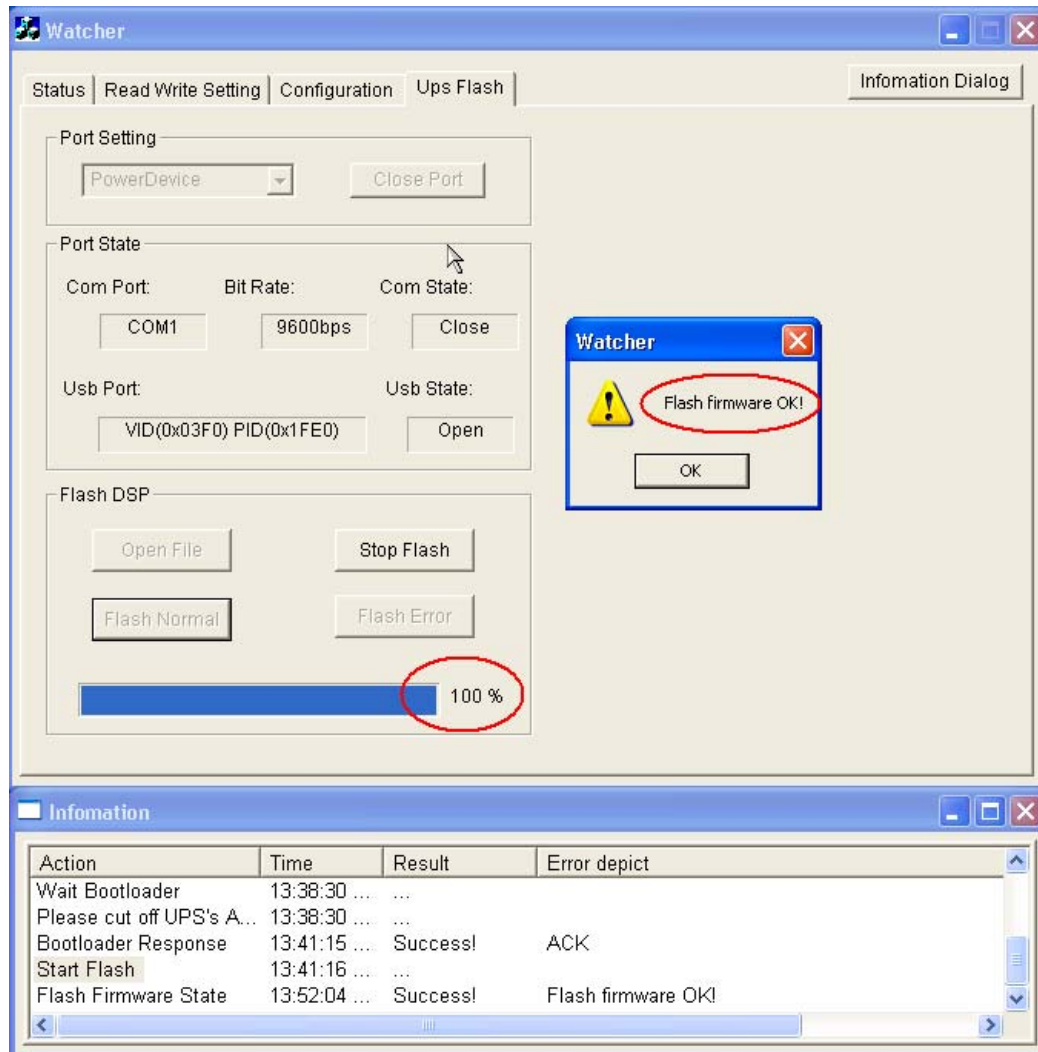 Watcher
Status Read Write Setting Configuration Ups Flash Infomation Dialog
Port Setting
PowerDevice Close Port
Port State
Com Port: Bit Rate: Com State:
COM1 9600bps Close
Usb Port: Usb State:
VID(0x03F0) PID(0x1FE0) Open
Flash DSP
Open File Stop Flash
Flash Normal Flash Error
100 %
Watcher
Flash firmware OK!
OK
Infomation
Action Time Result Error depict
Wait Bootloader 13:38:30 ... ...
Please cut off UPS's A... 13:38:30 ... ...
Bootloader Response 13:41:15 ... Success! ACK
Start Flash 13:41:16 ... ...
Flash Firmware State 13:52:04 ... Success! Flash firmware OK!